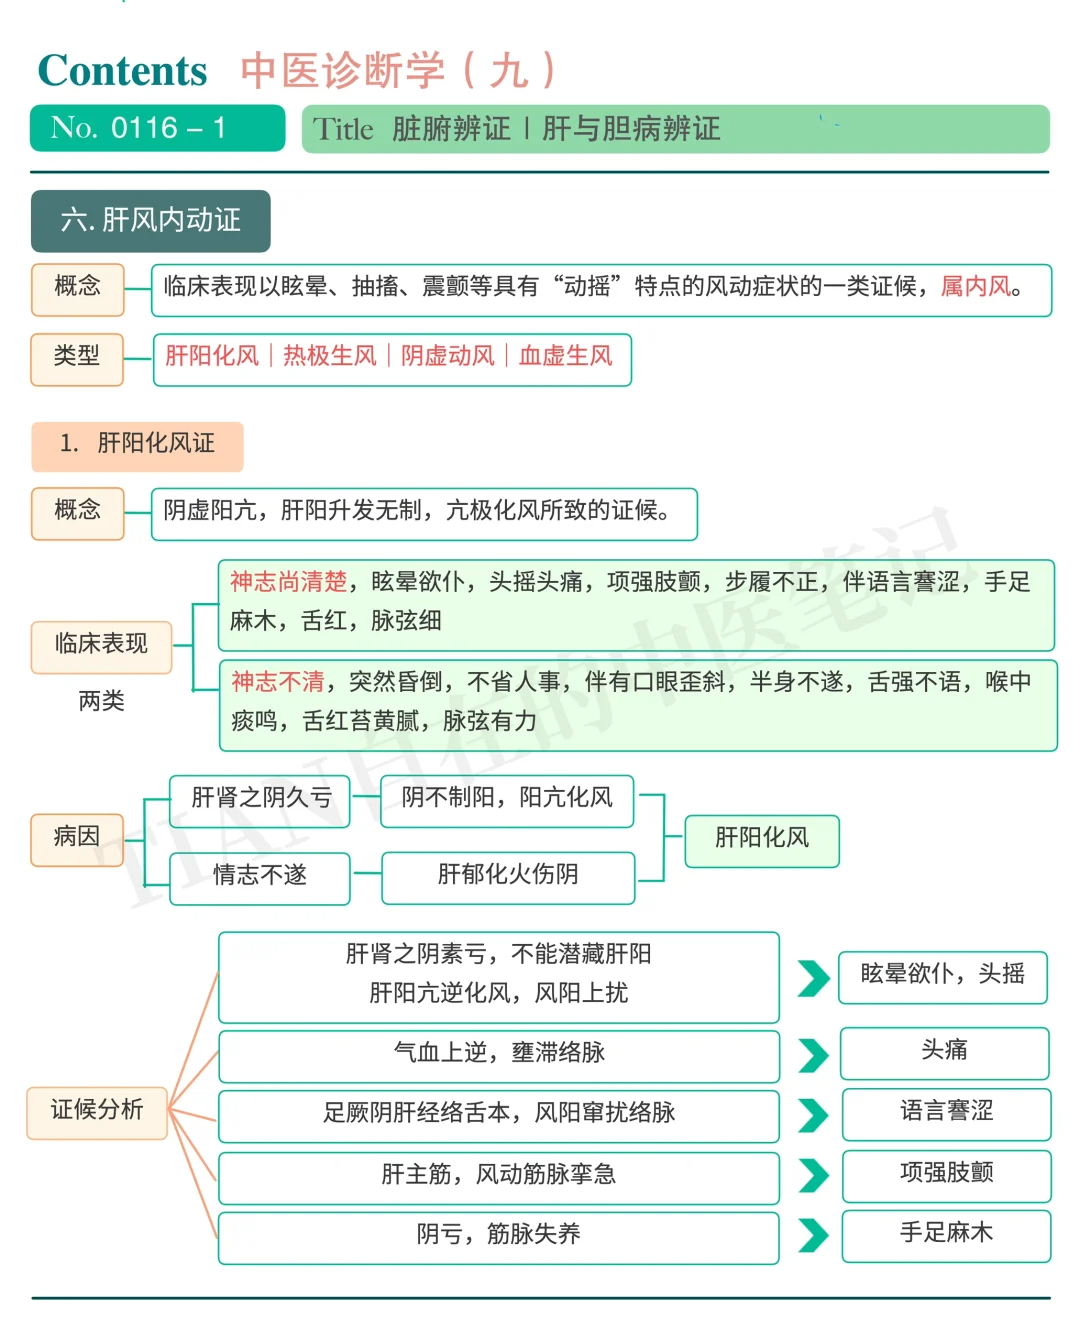 Contents 中医诊断学（九）
No. 0116 – 1
Title 脏腑辨证 | 肝与胆病辨证
六. 肝风内动证
概念
临床表现以眩晕、抽搐、震颤等具有“动摇”特点的风动症状的一类证候，属内风。
类型
肝阳化风｜热极生风｜阴虚动风｜血虚生风
1. 肝阳化风证
概念
阴虚阳亢，肝阳升发无制，亢极化风所致的证候。
临床表现
两类
神志尚清楚，眩晕欲仆，头摇头痛，项强肢颤，步履不正，伴语言謇涩，手足
麻木，舌红，脉弦细
神志不清，突然昏倒，不省人事，伴有口眼歪斜，半身不遂，舌强不语，喉中
痰鸣，舌红苔黄腻，脉弦有力
病因
肝肾之阴久亏
阴不制阳，阳亢化风
情志不遂
肝郁化火伤阴
肝阳化风
证候分析
肝肾之阴素亏，不能潜藏肝阳
肝阳亢逆化风，风阳上扰
眩晕欲仆，头摇
气血上逆，壅滞络脉
头痛
足厥阴肝经络舌本，风阳窜扰络脉
语言謇涩
肝主筋，风动筋脉挛急
项强肢颤
阴亏，筋脉失养
手足麻木
TIAN自在的中医笔记